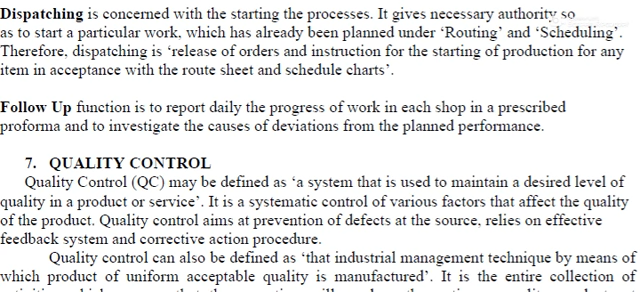 Dispatching is concerned with the starting the processes. It gives necessary authority so
as to start a particular work, which has already been planned under ‘Routing’ and ‘Scheduling’.
Therefore, dispatching is ‘release of orders and instruction for the starting of production for any
item in acceptance with the route sheet and schedule charts’.
Follow Up function is to report daily the progress of work in each shop in a prescribed
proforma and to investigate the causes of deviations from the planned performance.
7. QUALITY CONTROL
Quality Control (QC) may be defined as ‘a system that is used to maintain a desired level of
quality in a product or service’. It is a systematic control of various factors that affect the quality
of the product. Quality control aims at prevention of defects at the source, relies on effective
feedback system and corrective action procedure.
Quality control can also be defined as ‘that industrial management technique by means of
which product of uniform acceptable quality is manufactured’. It is the entire collection of